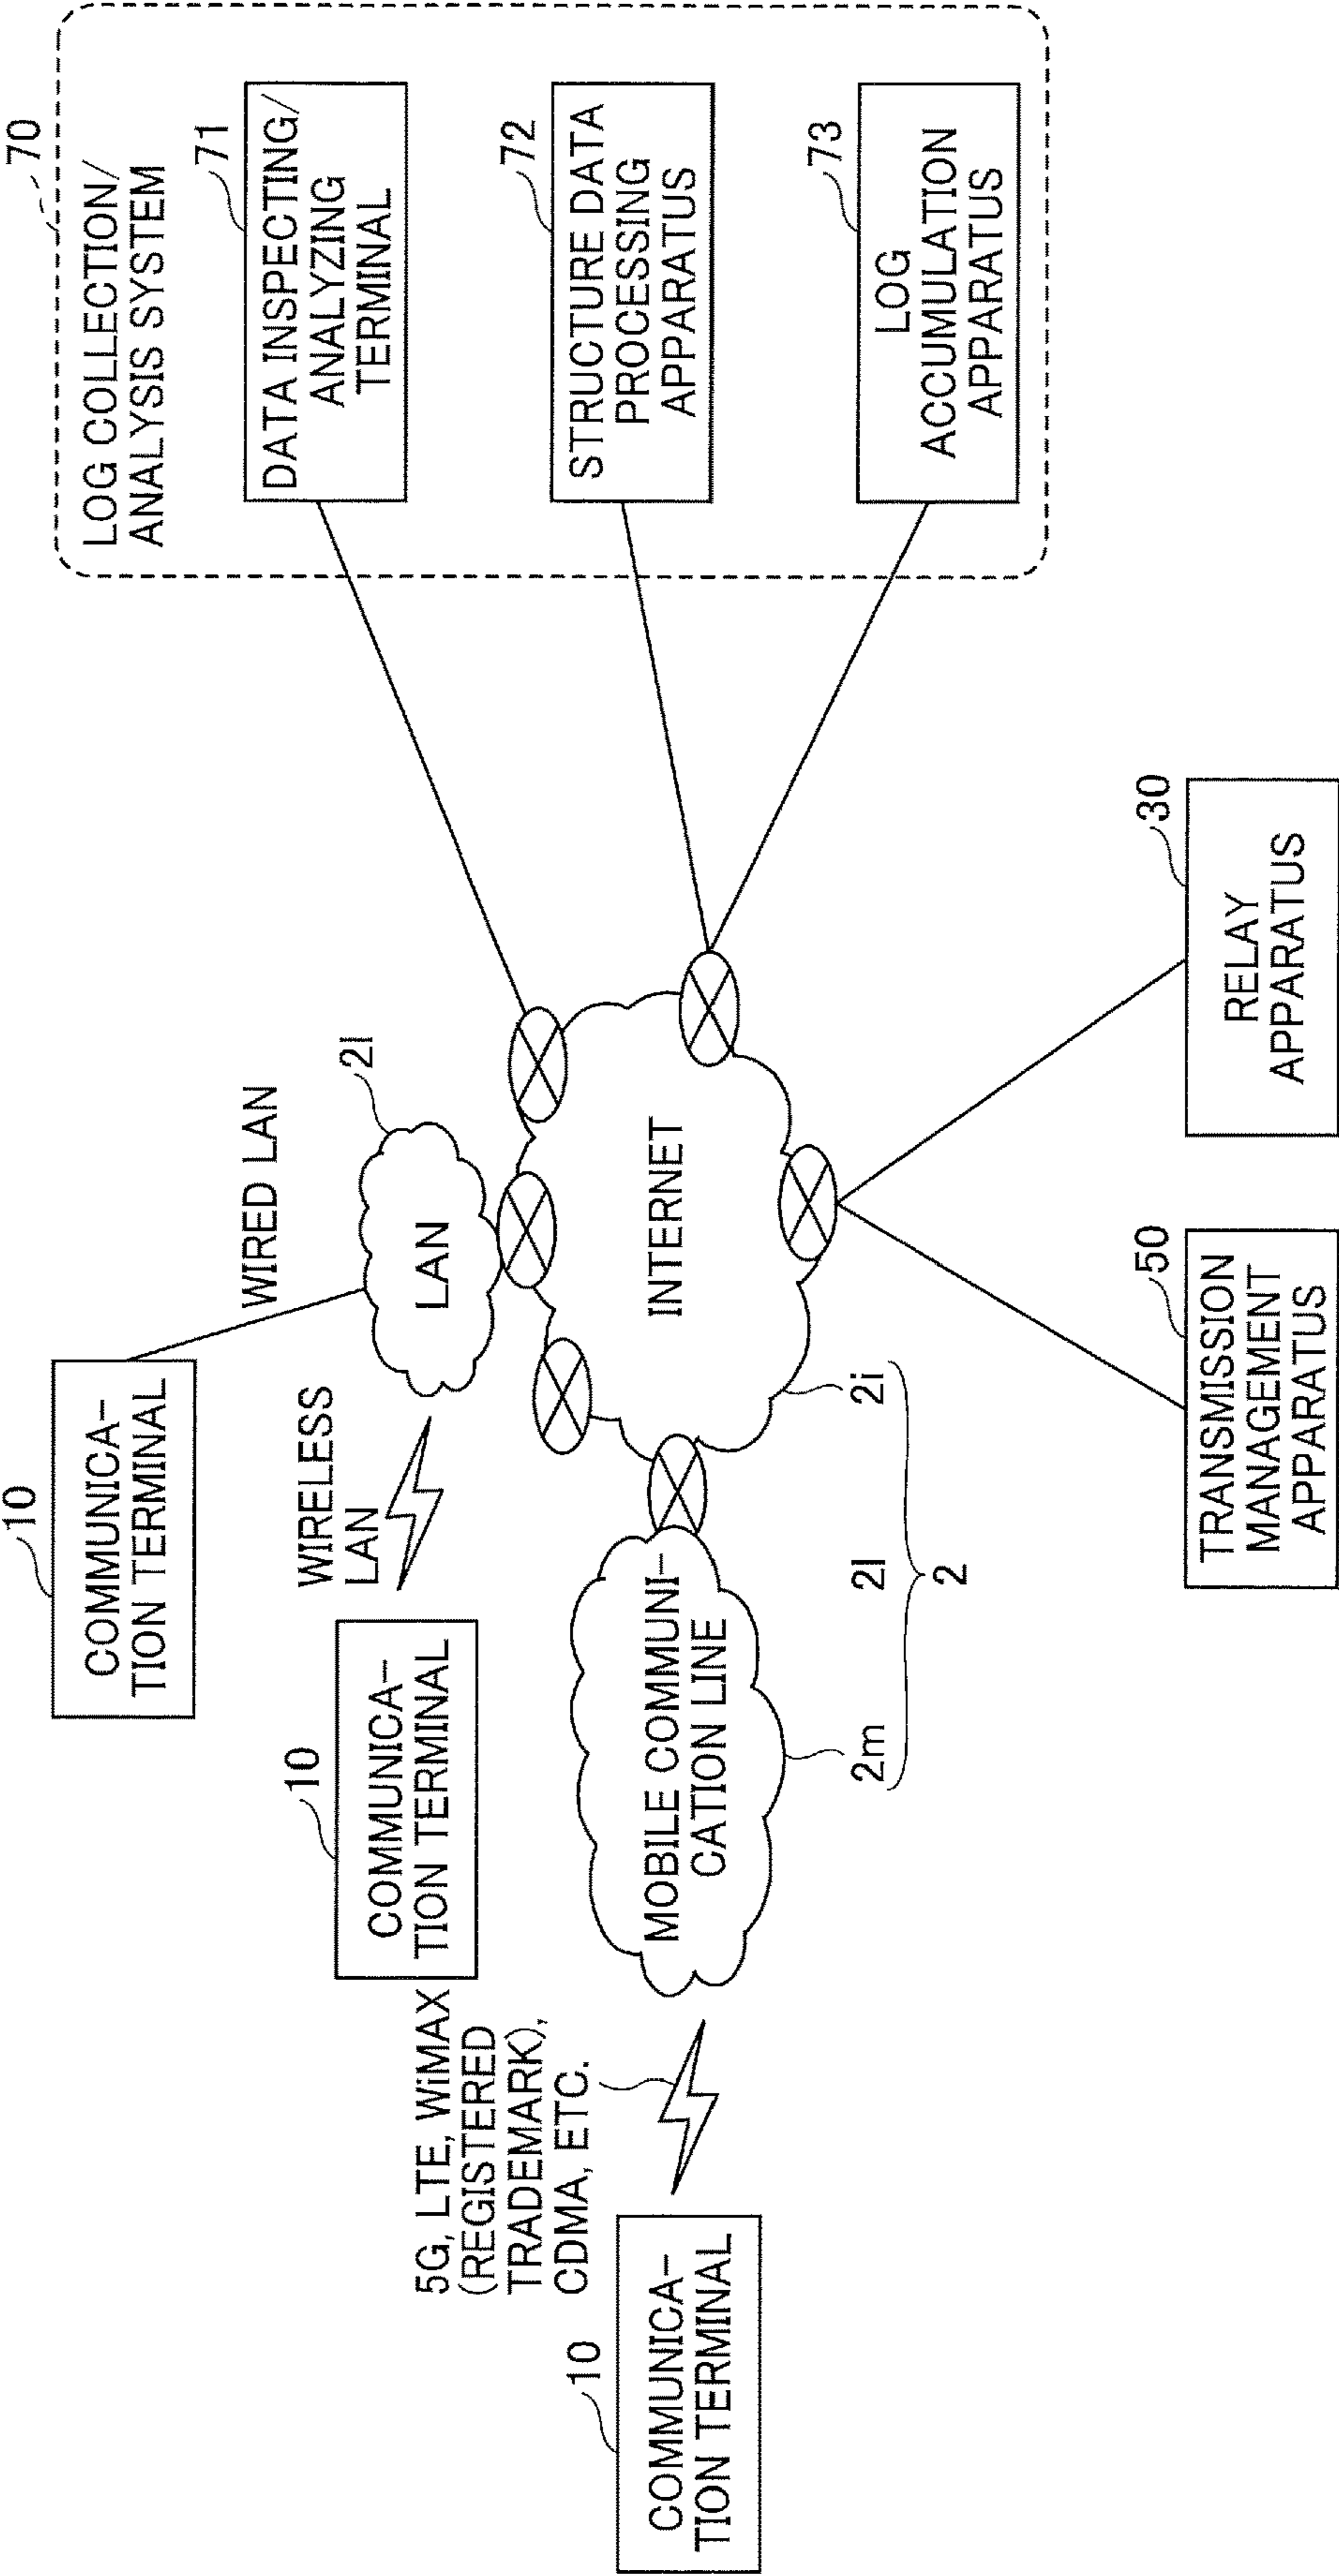 70
LOG COLLECTION/
ANALYSIS SYSTEM
71
DATA INSPECTING/
ANALYZING
TERMINAL
72
STRUCTURE DATA
PROCESSING
APPARATUS
73
LOG
ACCUMULATION
APPARATUS
10
COMMUNICA-
TION TERMINAL
WIRED LAN
2l
LAN
WIRELESS
LAN
10
COMMUNICA-
TION TERMINAL
INTERNET
5G, LTE, WiMAX
(REGISTERED
TRADEMARK),
CDMA, ETC.
MOBILE COMMUNI-
CATION LINE
10
COMMUNICA-
TION TERMINAL
2m
2l
2i
2
50
TRANSMISSION
MANAGEMENT
APPARATUS
30
RELAY
APPARATUS